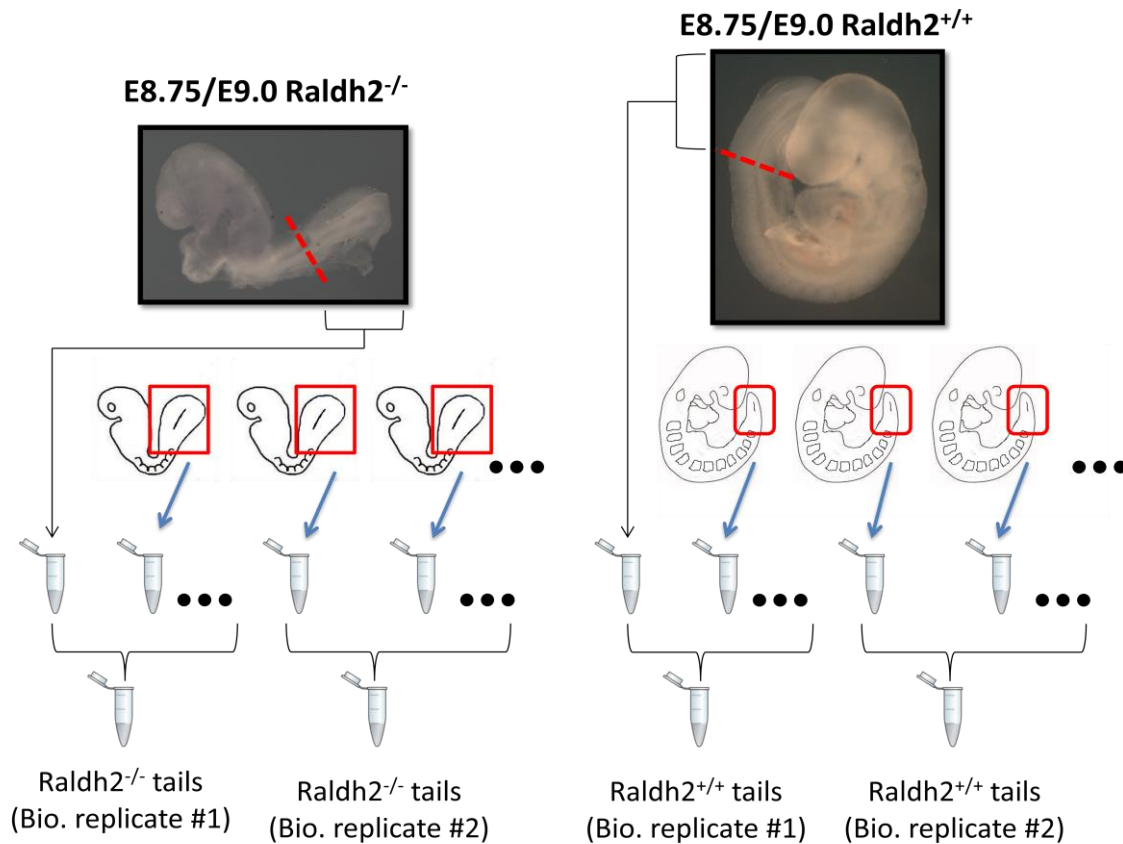 E8.75/E9.0 Raldh2-/-
E8.75/E9.0 Raldh2+/+
Raldh2-/- tails
(Bio. replicate #1)
Raldh2-/- tails
(Bio. replicate #2)
Raldh2+/+ tails
(Bio. replicate #1)
Raldh2+/+ tails
(Bio. replicate #2)